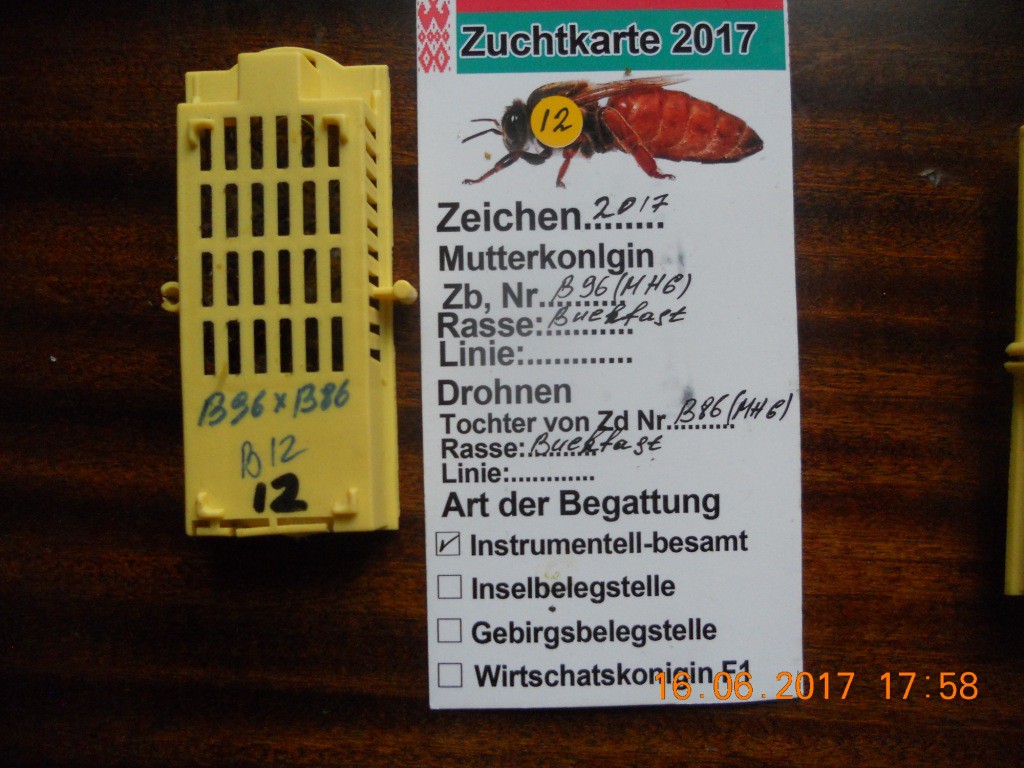 Zuchtkarte 2017
12
Zeichen........ 2017
Mutterkonlgin
Zb, Nr.......... B96(МНG)
Rasse:........... Buckfast
Linie:............
Drohnen
Tochter von Zd Nr.......... B86(МНG)
Rasse:.......... Buckfast
Linie:............
Art der Begattung
Instrumentell-besamt
Inselbelegstelle
Gebirgsbelegstelle
Wirtschatskonigin F1
B96 x B86
B12
12
16.06.2017 17:58